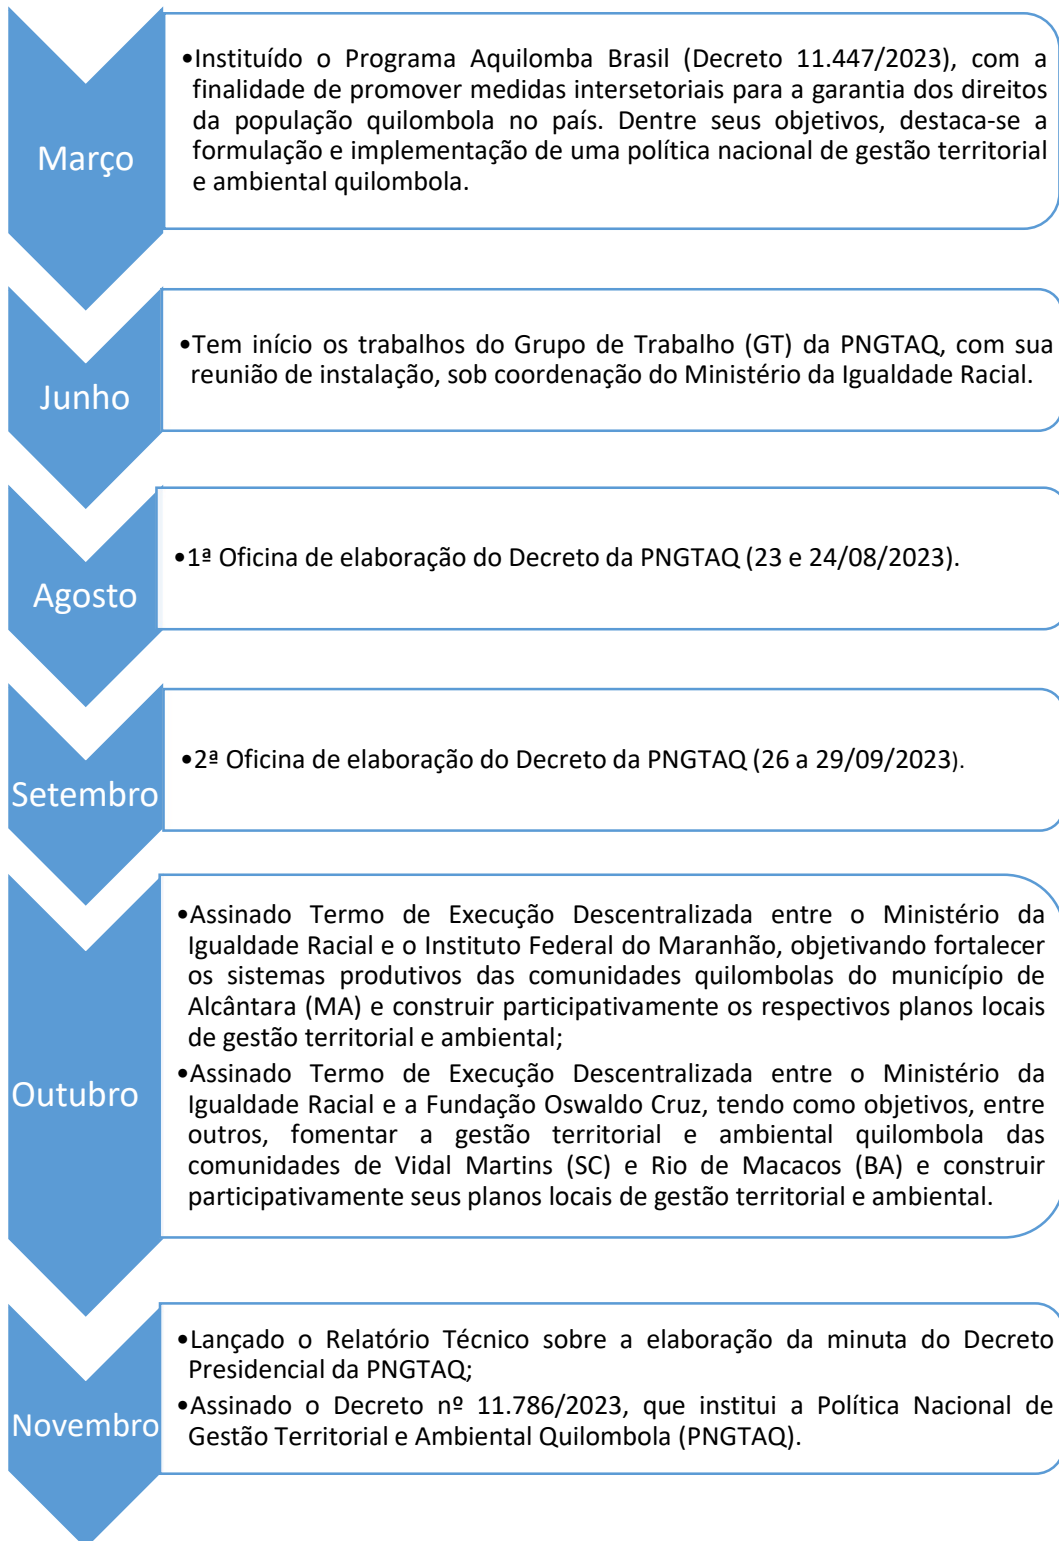 Março
•Instituído o Programa Aquilomba Brasil (Decreto 11.447/2023), com a
finalidade de promover medidas intersetoriais para a garantia dos direitos
da população quilombola no país. Dentre seus objetivos, destaca-se a
formulação e implementação de uma política nacional de gestão territorial
e ambiental quilombola.
Junho
•Tem início os trabalhos do Grupo de Trabalho (GT) da PNGTAQ, com sua
reunião de instalação, sob coordenação do Ministério da Igualdade Racial.
Agosto
•1ª Oficina de elaboração do Decreto da PNGTAQ (23 e 24/08/2023).
Setembro
•2ª Oficina de elaboração do Decreto da PNGTAQ (26 a 29/09/2023).
Outubro
•Assinado Termo de Execução Descentralizada entre o Ministério da
Igualdade Racial e o Instituto Federal do Maranhão, objetivando fortalecer
os sistemas produtivos das comunidades quilombolas do município de
Alcântara (MA) e construir participativamente os respectivos planos locais
de gestão territorial e ambiental;
•Assinado Termo de Execução Descentralizada entre o Ministério da
Igualdade Racial e a Fundação Oswaldo Cruz, tendo como objetivos, entre
outros, fomentar a gestão territorial e ambiental quilombola das
comunidades de Vidal Martins (SC) e Rio de Macacos (BA) e construir
participativamente seus planos locais de gestão territorial e ambiental.
Novembro
•Lançado o Relatório Técnico sobre a elaboração da minuta do Decreto
Presidencial da PNGTAQ;
•Assinado o Decreto nº 11.786/2023, que institui a Política Nacional de
Gestão Territorial e Ambiental Quilombola (PNGTAQ).